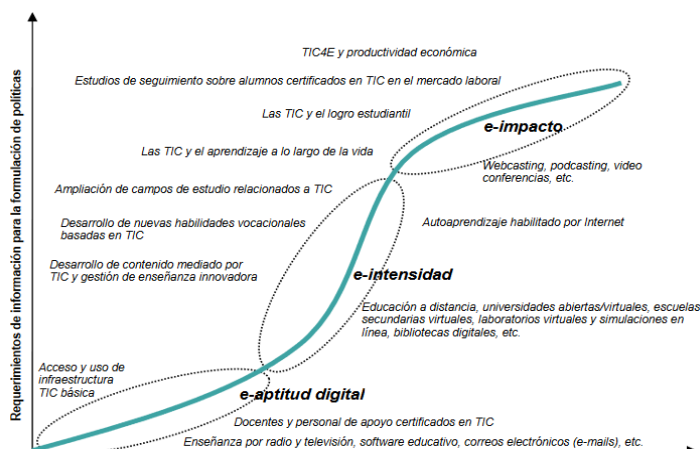 Requerimientos de información para la formulación de políticas
TIC4E y productividad económica
Estudios de seguimiento sobre alumnos certificados en TIC en el mercado laboral
Las TIC y el logro estudiantil
e-impacto
Las TIC y el aprendizaje a lo largo de la vida
Webcasting, podcasting, video
conferencias, etc.
Ampliación de campos de estudio relacionados a TIC
Desarrollo de nuevas habilidades vocacionales
basadas en TIC
Autoaprendizaje habilitado por Internet
Desarrollo de contenido mediado por
TIC y gestión de enseñanza innovadora
e-intensidad
Educación a distancia, universidades abiertas/virtuales, escuelas
secundarias virtuales, laboratorios virtuales y simulaciones en
línea, bibliotecas digitales, etc.
Acceso y uso de
infraestructura
TIC básica
e-aptitud digital
Docentes y personal de apoyo certificados en TIC
Enseñanza por radio y televisión, software educativo, correos electrónicos (e-mails), etc.